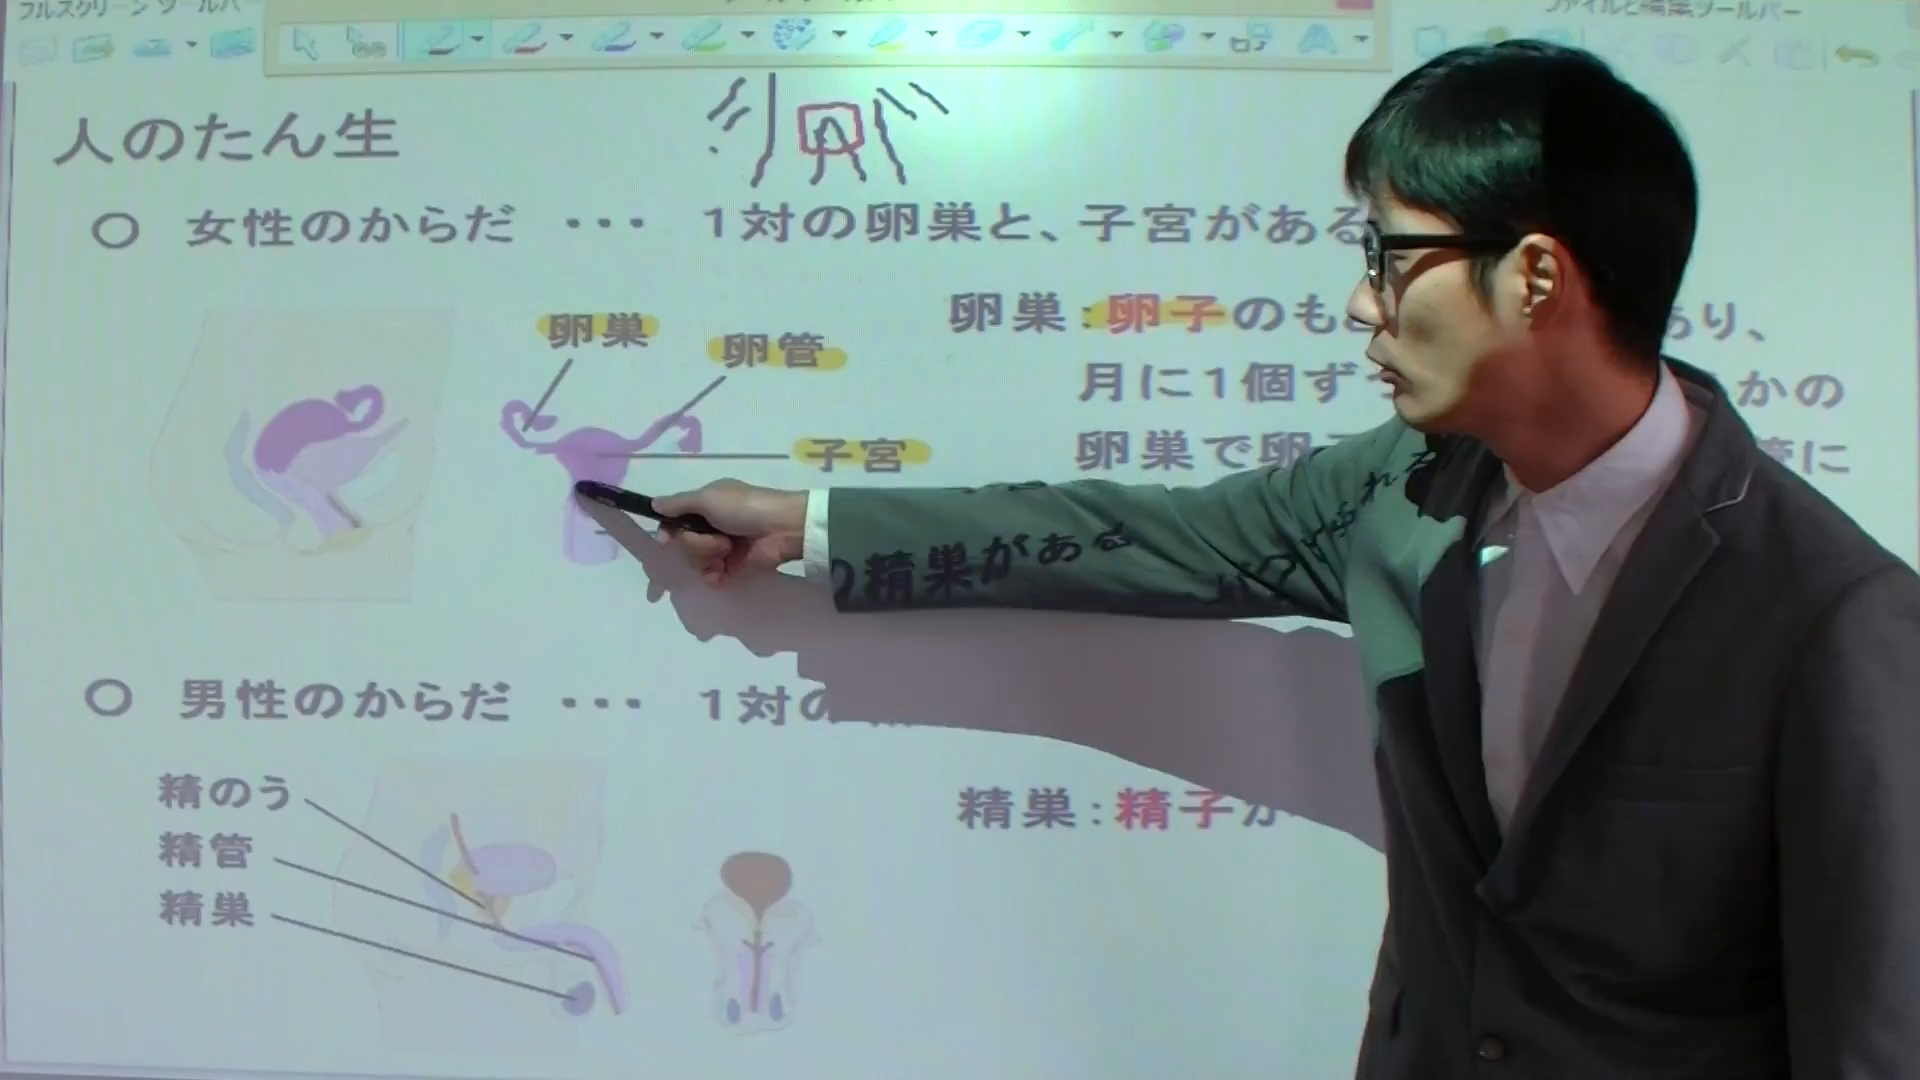 フルスクリーン ツールバー
ファイルと編集ツールバー
人のたん生
○ 女性のからだ ・・・ 1対の卵巣と、子宮がある
卵巣
卵管
子宮
卵巣:卵子のも
あり、
月に1個ず
かの
卵巣で卵
に
の精巣がある
○ 男性のからだ ・・・ 1対の
精のう
精管
精巣
精巣:精子が